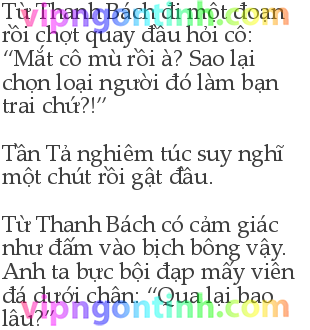 Từ Thanh Bách đi một đoạn
rồi chợt quay đầu hỏi cô:
“Mắt cô mù rồi à? Sao lại
chọn loại người đó làm bạn
trai chứ?!”
Tần Tả nghiêm túc suy nghĩ
một chút rồi gật đầu.
Từ Thanh Bách có cảm giác
như đấm vào bịch bông vậy.
Anh ta bực bội đạp mấy viên
đá dưới chân: “Qua lại bao
lâu?”
vipngontinh.com
vipngontinh.com